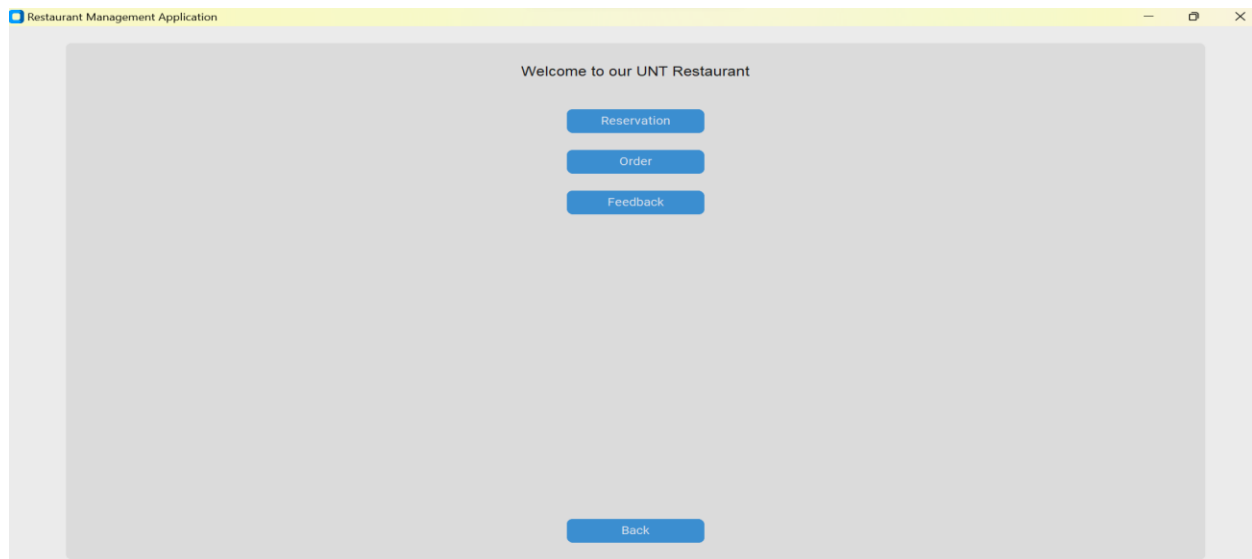 Restaurant Management Application
Welcome to our UNT Restaurant
Reservation
Order
Feedback
Back